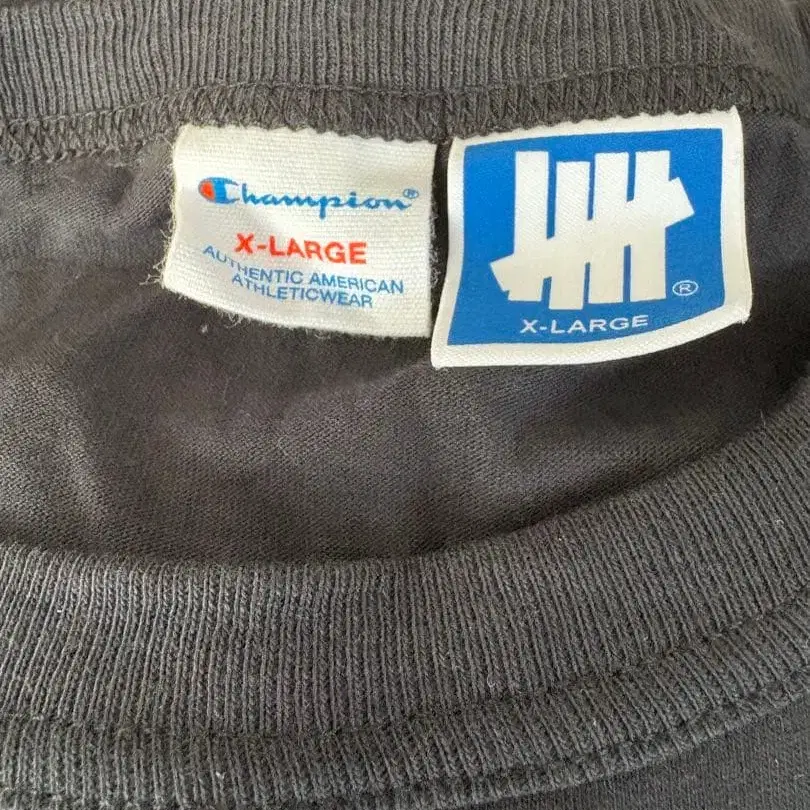 Champion®
X-LARGE
AUTHENTIC AMERICAN
ATHLETICWEAR
®
X-LARGE